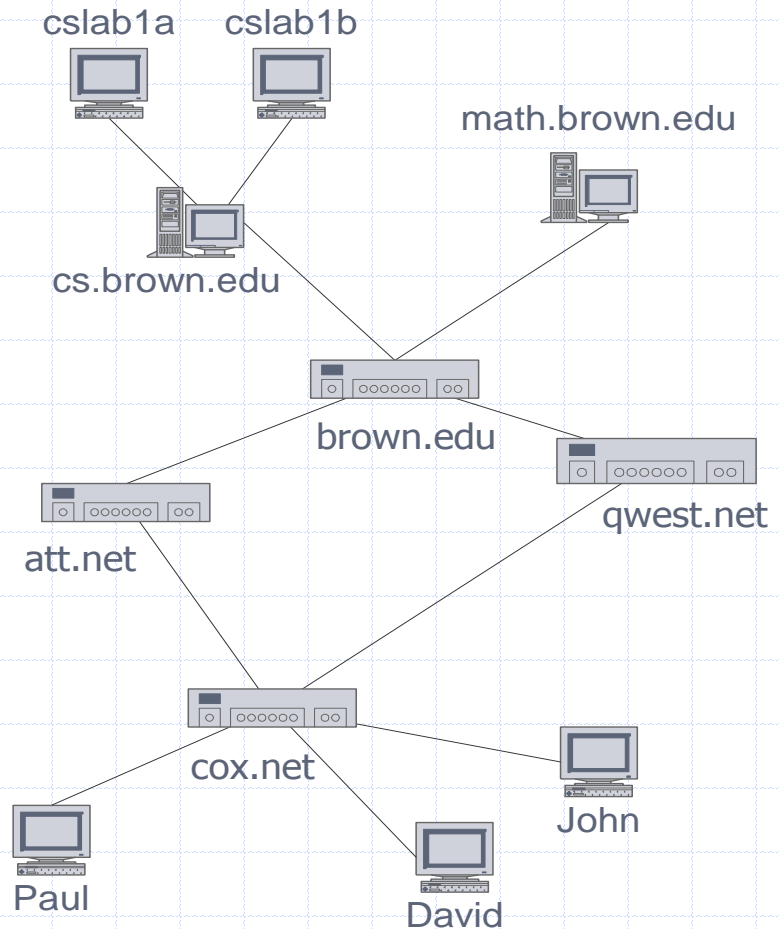 cslab1a
cslab1b
math.brown.edu
cs.brown.edu
brown.edu
qwest.net
att.net
cox.net
John
Paul
David